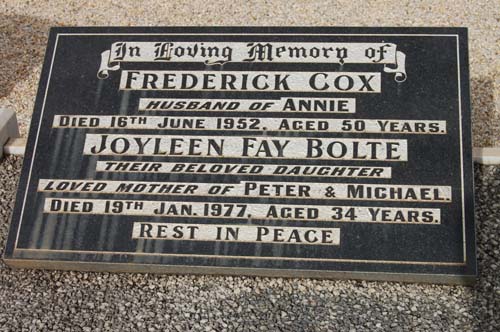 In Loving Memory of
FREDERICK COX
HUSBAND OF ANNIE
DIED 16TH JUNE 1952. AGED 50 YEARS.
JOYLEEN FAY BOLTE
THEIR BELOVED DAUGHTER
LOVED MOTHER OF PETER & MICHAEL.
DIED 19TH JAN. 1977. AGED 34 YEARS.
REST IN PEACE